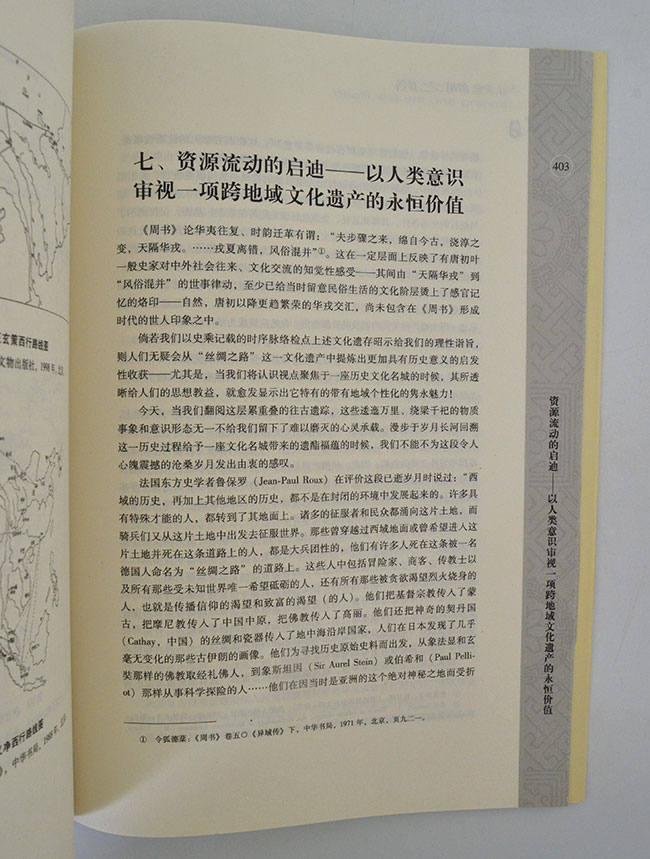 七、资源流动的启迪——以人类意识
审视一项跨地域文化遗产的永恒价值
403
《周书》论华夷往复、时韵迁革有谓：“夫步骤之来，绵自今古，浇淳之
变，天隔华戎。……戎夏离错，风俗混并”①。这在一定层面上反映了有唐初叶
一般史家对中外社会往来、文化交流的知觉性感受——其间由“天隔华戎”到
“风俗混并”的世事律动，至少已给当时留意民俗生活的文化阶层烫上了感官记
忆的烙印——自然，唐初以降更趋繁荣的华戎交汇，尚未包含在《周书》形成
时代的世人印象之中。
倘若我们以史乘记载的时序脉络检点上述文化遗存昭示给我们的理性诣旨，
则人们无疑会从“丝绸之路”这一文化遗产中提炼出更加具有历史意义的启发
性收获——尤其是，当我们将认识视点聚焦于一座历史文化名城的时候，其所透
晰给人们的思想教益，就愈发显示出它特有的带有地域个性化的隽永魅力！
今天，当我们翻阅这层累重叠的往古遗踪，这些逶迤万里、绕梁千祀的物质
事象和意识形态无一不给我们留下了难以磨灭的心灵承载。漫步于岁月长河回溯
这一历史过程给予一座文化名城带来的遗酯福蕴的时候，我们不能不为这段令人
心魄震撼的沧桑岁月发出由衷的感叹。
法国东方史学者鲁保罗（Jean-Paul Roux）在评价这段已逝岁月时说过：“西
域的历史，再加上其他地区的历史，都不是在封闭的环境中发展起来的。许多具
有特殊才能的人，都转到了其地面上。诸多的征服者和民众都涌向这片土地，而
骑兵们又从这片土地中出发去征服世界。那些曾穿越过西域地面或曾希望进入这
片土地并死在这条道路上的人，都是大兵团性的，他们有许多人死在这条被一名
德国人命名为“丝绸之路”的道路上。这些人中包括冒险家、商客、传教士以
及所有那些受未知世界唯一希望砥砺的人，还有所有那些被贪欲渴望烈火烧身的
人，也就是传播信仰的渴望和致富的渴望（的人）。他们把基督宗教传入了蒙
古，把摩尼教传入了中国中原，把佛教传入了高丽。他们还把神奇的契丹国
（Cathay，中国）的丝绸和瓷器传入了地中海沿岸国家，人们在日本发现了几乎
毫无变化的那些古伊朗的画像。他们为寻找历史原始史料而出发，从象法显和玄
奘那样的佛教取经礼佛人，到象斯坦因（Sir Aurel Stein）或伯希和（Paul Pelli-
ot）那样从事科学探险的人……他们在因当时是亚洲的这个绝对神秘之地而受折
① 令狐德棻：《周书》卷五〇《异域传》下，中华书局，1971年，北京，页九二一。
资源流动的启迪——以人类意识审视一项跨地域文化遗产的永恒价值
玄策西行路线图
文物出版社，1998年，
净西行路线图
，中华书局，1988年，